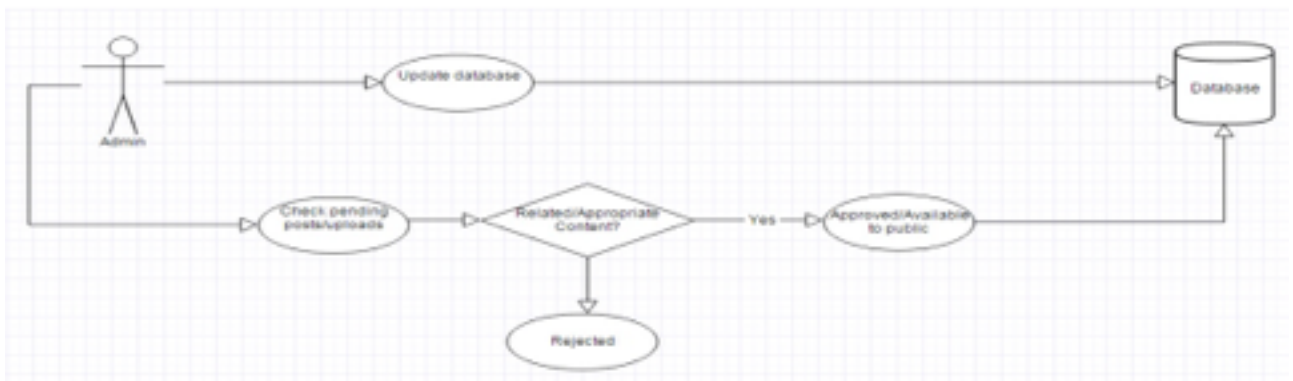 Update database
Database
Admin
Check pending
posts/uploads
Related/Appropriate
Content?
Yes
Approved/Available
to public
Rejected